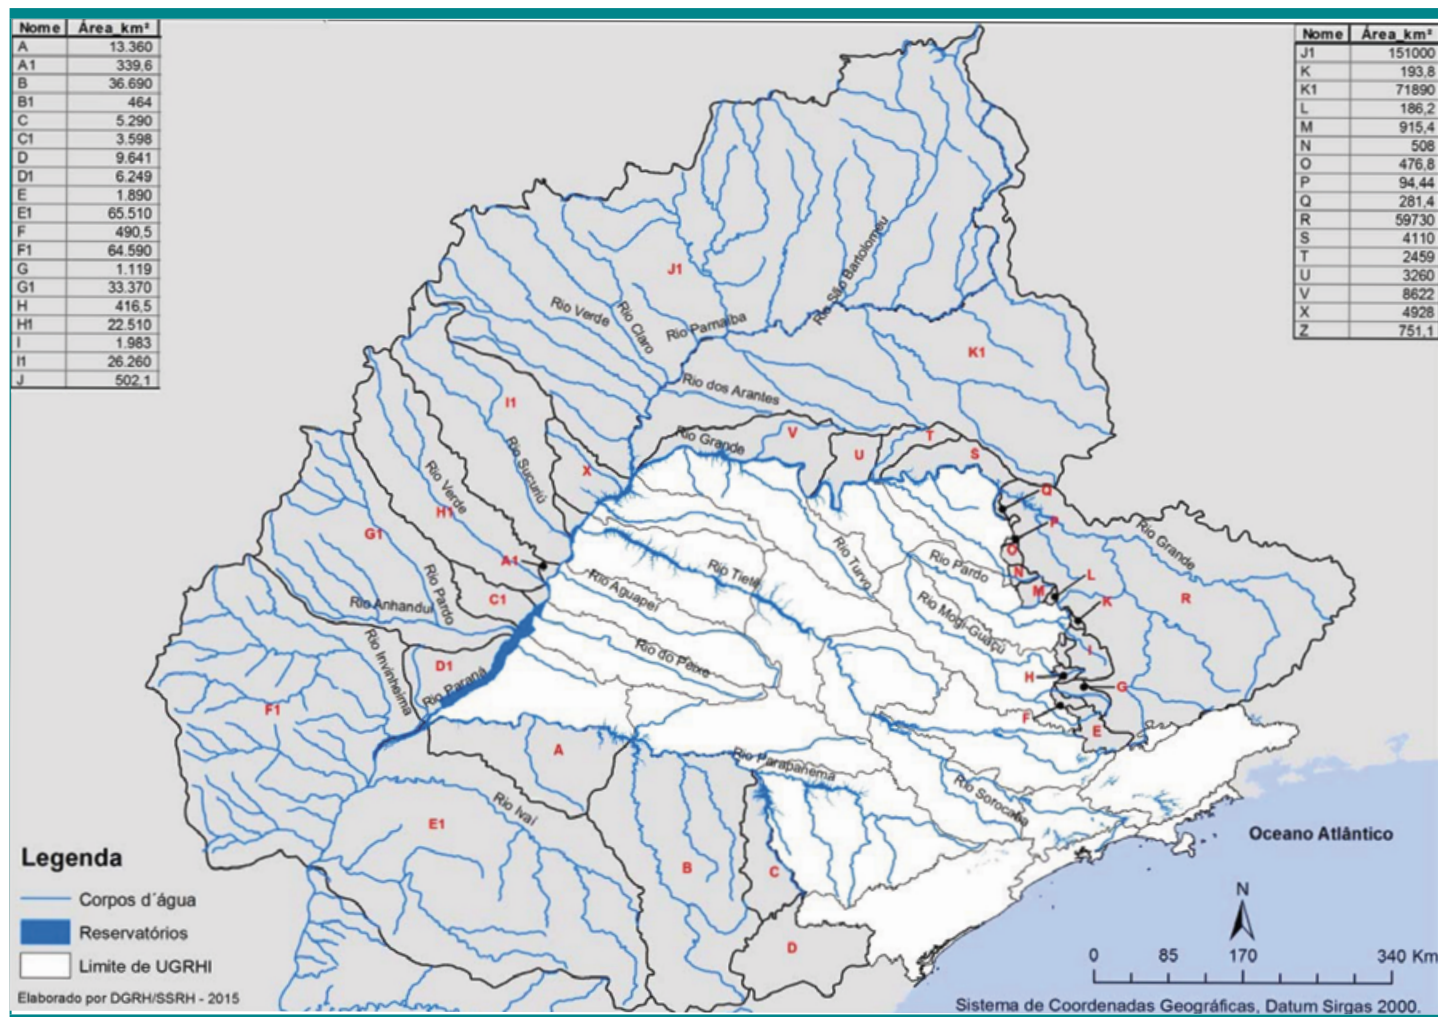 Nome Área_km²
A 13.360
A1 339,6
B 36.690
B1 464
C 5.290
C1 3.598
D 9.641
D1 6.249
E 1.890
E1 65.510
F 490,5
F1 64.590
G 1.119
G1 33.370
H 416,5
H1 22.510
I 1.983
I1 26.260
J 502,1
Nome Área_km²
J1 151000
K 193,8
K1 71890
L 186,2
M 915,4
N 508
O 476,8
P 94,44
Q 281,4
R 59730
S 4110
T 2459
U 3260
V 8622
X 4928
Z 751,1
Rio São Bartolomeu
J1
Rio Verde
Rio Claro
Rio Parnaíba
K1
Rio dos Arantes
I1
Rio Grande
V
T
U
S
X
Rio Sucuriú
Rio Verde
H1
Q
P
Rio Grande
G1
O
Rio Turvo
A1
Rio Tietê
Rio Pardo
N
L
M
Rio Aguapeí
Rio Pardo
C1
Rio Anhanduí
K
R
Rio Mogi-Guaçú
Rio do Peixe
I
Rio Invinheima
D1
H
G
Rio Paraná
F1
F
E
A
Rio Parapanema
Rio Sorocaba
Rio Ivaí
E1
Oceano Atlântico
B
C
D
Legenda
Corpos d´água
Reservatórios
Limite de UGRHI
Elaborado por DGRH/SSRH - 2015
N
0 85 170 340 Km
Sistema de Coordenadas Geográficas, Datum Sirgas 2000.